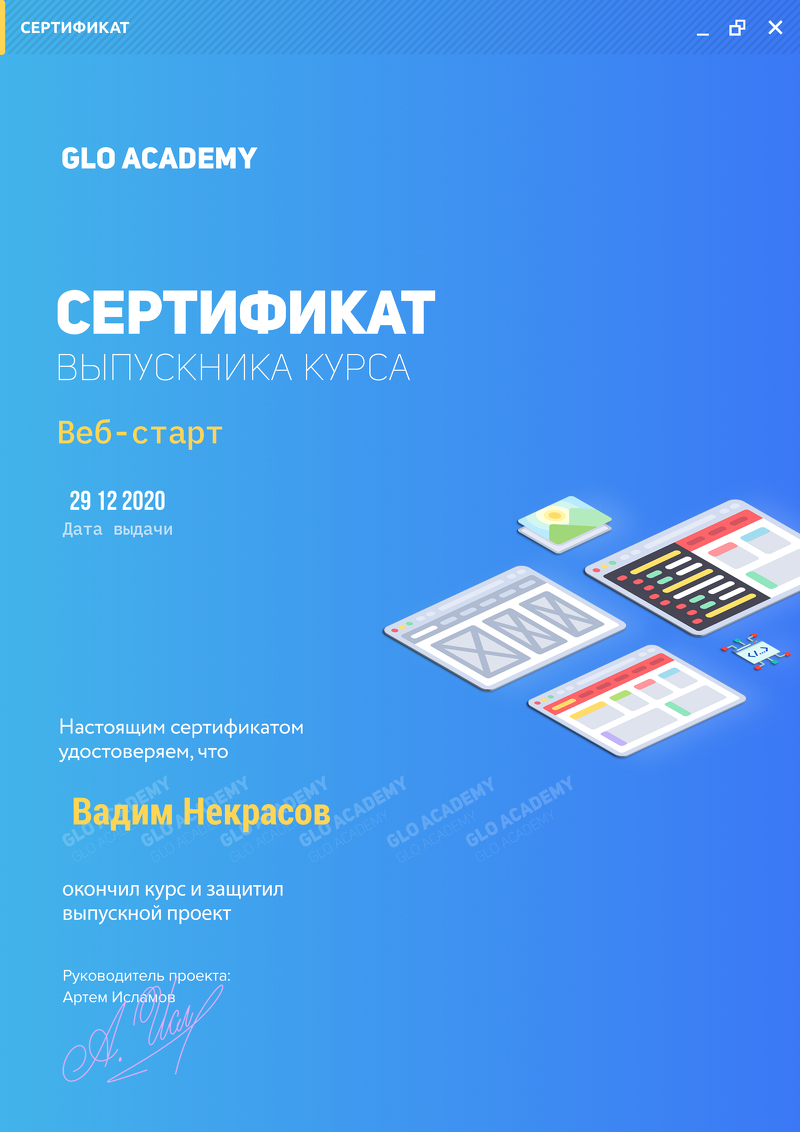 СЕРТИФИКАТ
GLO ACADEMY
СЕРТИФИКАТ
ВЫПУСКНИКА КУРСА
Веб-старт
29 12 2020
Дата выдачи
</..>
Настоящим сертификатом
удостоверяем, что
GLO ACADEMY GLO ACADEMY GLO ACADEMY GLO ACADEMY GLO ACADEMY GLO ACADEMY
GLO ACADEMY GLO ACADEMY GLO ACADEMY GLO ACADEMY GLO ACADEMY GLO ACADEMY
Вадим Некрасов
окончил курс и защитил
выпускной проект
Руководитель проекта:
Артем Исламов
А. Исл